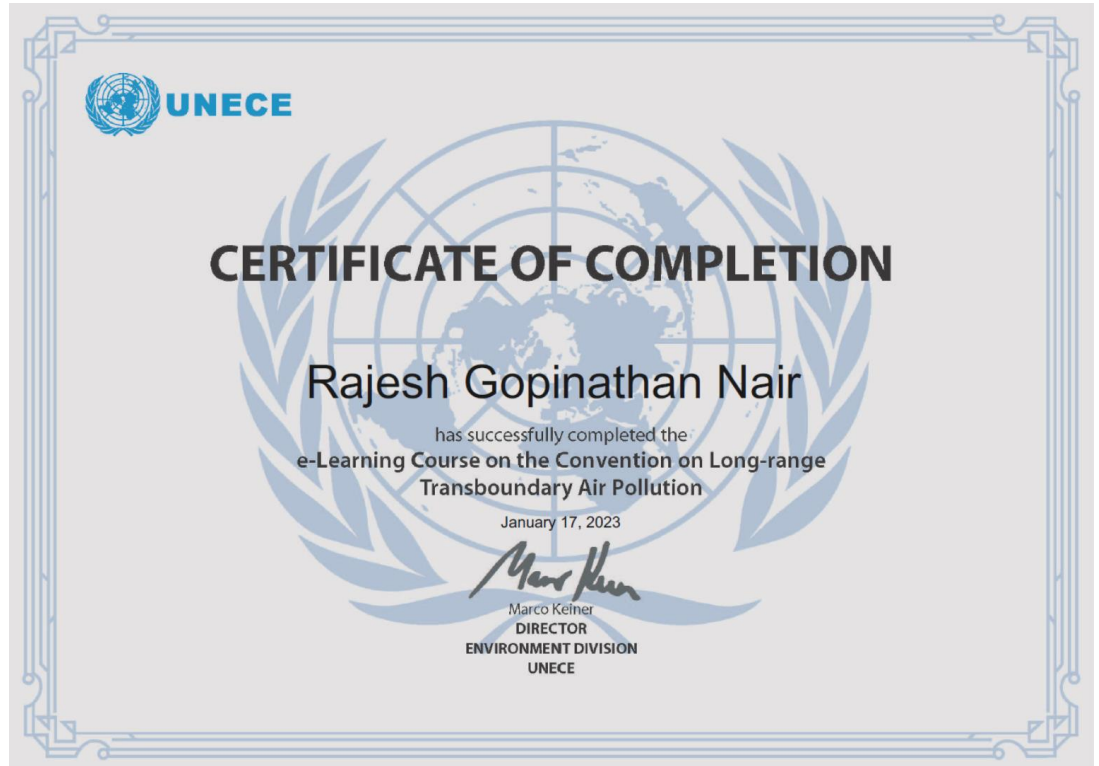 UNECE
CERTIFICATE OF COMPLETION
Rajesh Gopinathan Nair
has successfully completed the
e-Learning Course on the Convention on Long-range
Transboundary Air Pollution
January 17, 2023
Marco Keiner
DIRECTOR
ENVIRONMENT DIVISION
UNECE